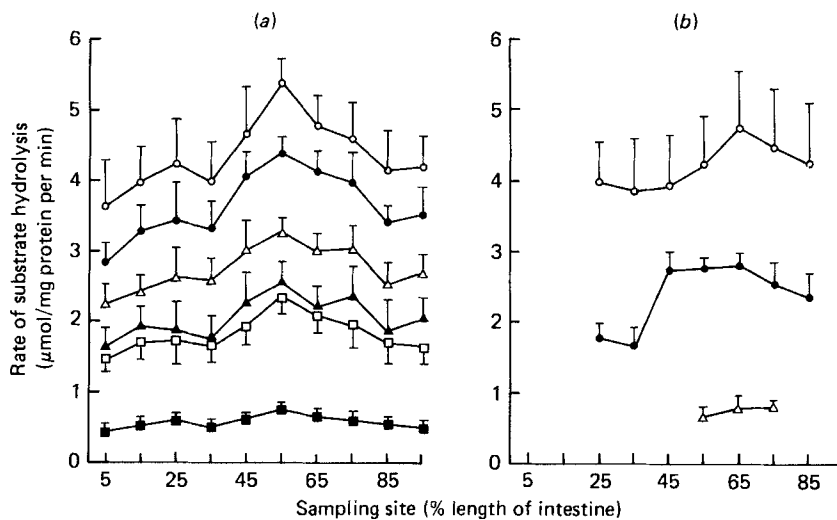 (a)
(b)
Rate of substrate hydrolysis
(μmol/mg protein per min)
6
5
4
3
2
1
0
5 25 45 65 85
6
5
4
3
2
1
0
5 25 45 65 85
Sampling site (% length of intestine)